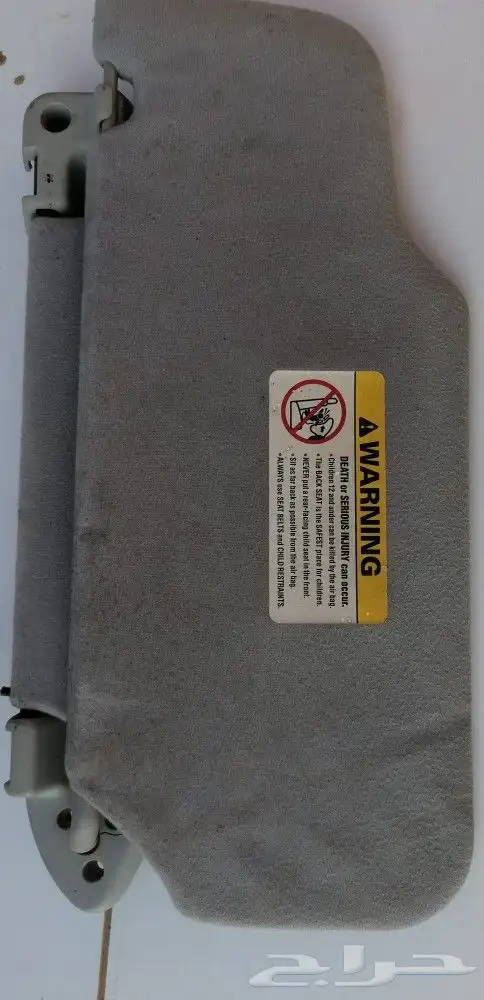 WARNING
DEATH or SERIOUS INJURY can occur.
• Children 12 and under can be killed by the air bag.
• The BACK SEAT is the SAFEST place for children.
• NEVER put a rear-facing child seat in the front.
• Sit as far back as possible from the air bag.
• ALWAYS use SEAT BELTS and CHILD RESTRAINTS.
حراج